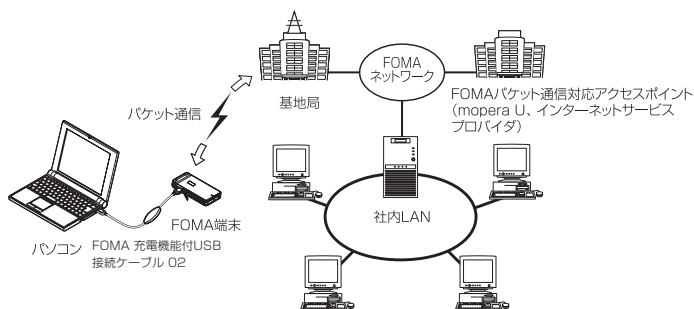 FOMA
ネットワーク
基地局
FOMAパケット通信対応アクセスポイント
(mopera U、インターネットサービス
プロバイダ)
パケット通信
社内LAN
FOMA端末
パソコン
FOMA 充電機能付USB
接続ケーブル 02